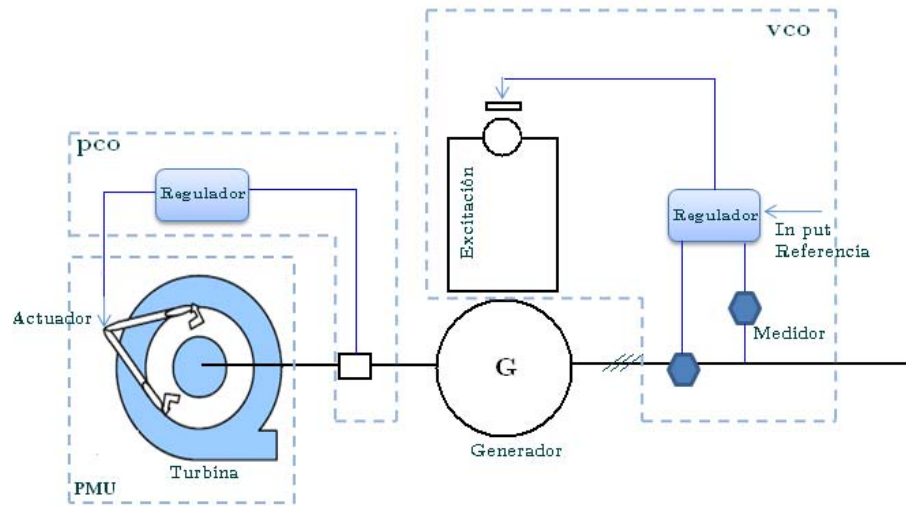 VCO
pco
Regulador
Excitación
Regulador
In put
Referencia
Actuador
Medidor
G
Generador
Turbina
PMU